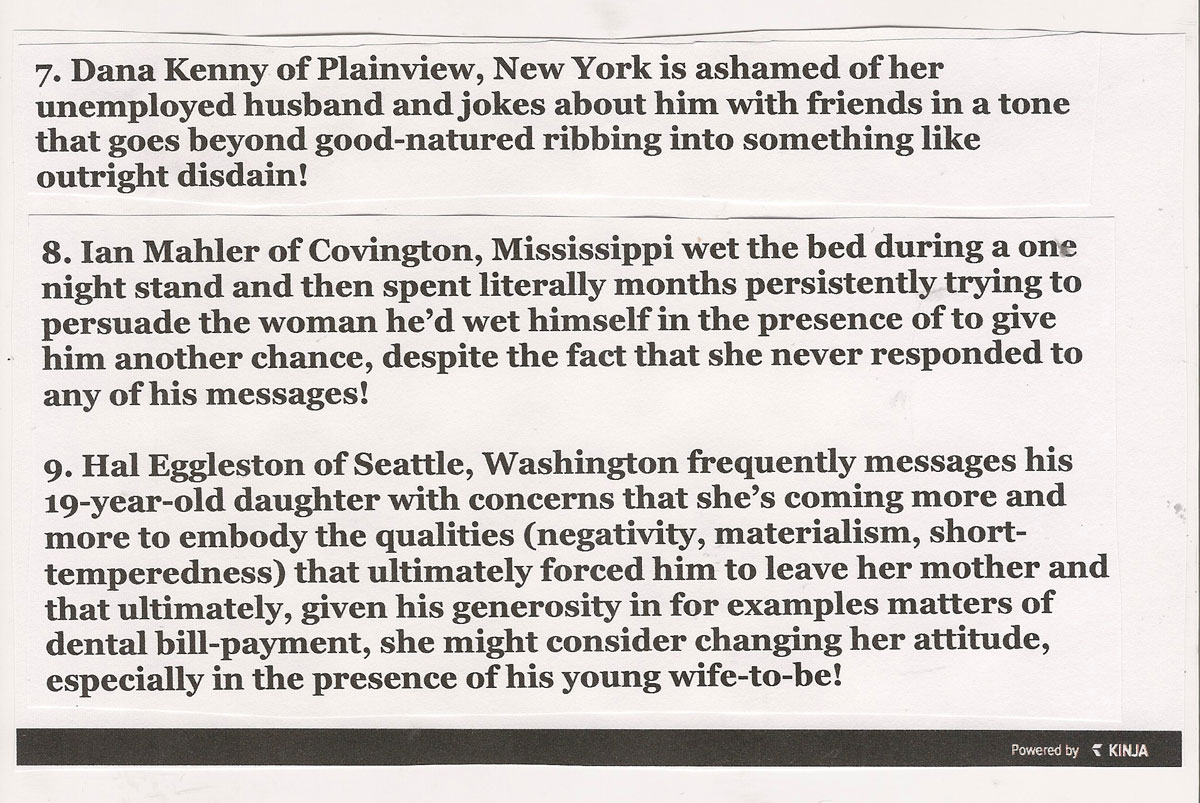 7. Dana Kenny of Plainview, New York is ashamed of her
unemployed husband and jokes about him with friends in a tone
that goes beyond good-natured ribbing into something like
outright disdain!
8. Ian Mahler of Covington, Mississippi wet the bed during a one
night stand and then spent literally months persistently trying to
persuade the woman he’d wet himself in the presence of to give
him another chance, despite the fact that she never responded to
any of his messages!
9. Hal Eggleston of Seattle, Washington frequently messages his
19-year-old daughter with concerns that she’s coming more and
more to embody the qualities (negativity, materialism, short-
temperedness) that ultimately forced him to leave her mother and
that ultimately, given his generosity in for examples matters of
dental bill-payment, she might consider changing her attitude,
especially in the presence of his young wife-to-be!
Powered by KINJA